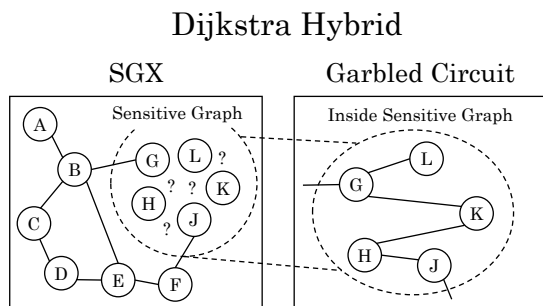 Dijkstra Hybrid
SGX
Garbled Circuit
Sensitive Graph
Inside Sensitive Graph
A
B
G
L
?
K
?
?
H
?
J
C
D
E
F
L
G
K
H
J